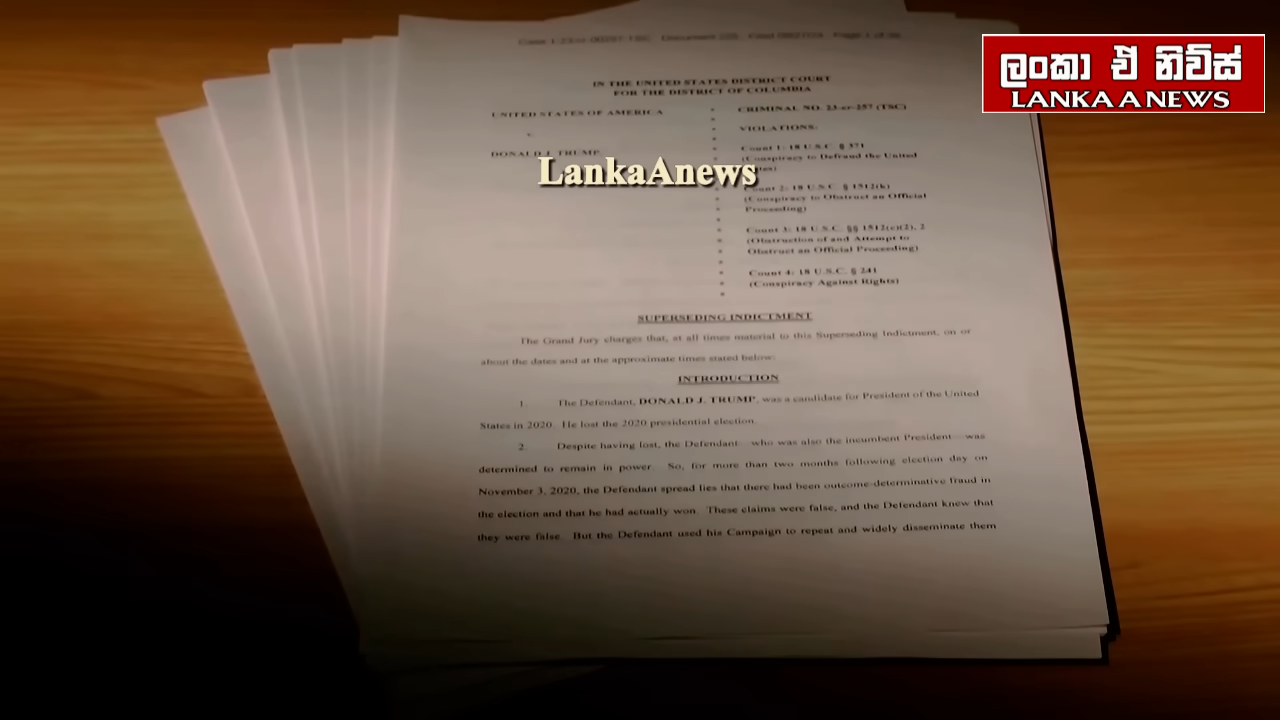 ලංකා ඒ නිව්ස්
LANKA A NEWS
LankaAnews
IN THE UNITED STATES DISTRICT COURT
FOR THE DISTRICT OF COLUMBIA
UNITED STATES OF AMERICA
v.
DONALD J. TRUMP,
CRIMINAL NO. 23-cr-257 (TSC)
VIOLATIONS:
Count 1: 18 U.S.C. § 371
(Conspiracy to Defraud the United
Count 2: 18 U.S.C. § 1512(k)
(Conspiracy to Obstruct an Official
Proceeding)
Count 3: 18 U.S.C. §§ 1512(c)(2), 2
(Obstruction of and Attempt to
Obstruct an Official Proceeding)
Count 4: 18 U.S.C. § 241
(Conspiracy Against Rights)
SUPERSEDING INDICTMENT
The Grand Jury charges that, at all times material to this Superseding Indictment, on or
about the dates and at the approximate times stated below:
INTRODUCTION
1. The Defendant, DONALD J. TRUMP, was a candidate for President of the United
States in 2020. He lost the 2020 presidential election.
2. Despite having lost, the Defendant—who was also the incumbent President—was
determined to remain in power. So, for more than two months following election day on
November 3, 2020, the Defendant spread lies that there had been outcome-determinative fraud in
the election and that he had actually won. These claims were false, and the Defendant knew that
they were false. But the Defendant used his Campaign to repeat and widely disseminate them